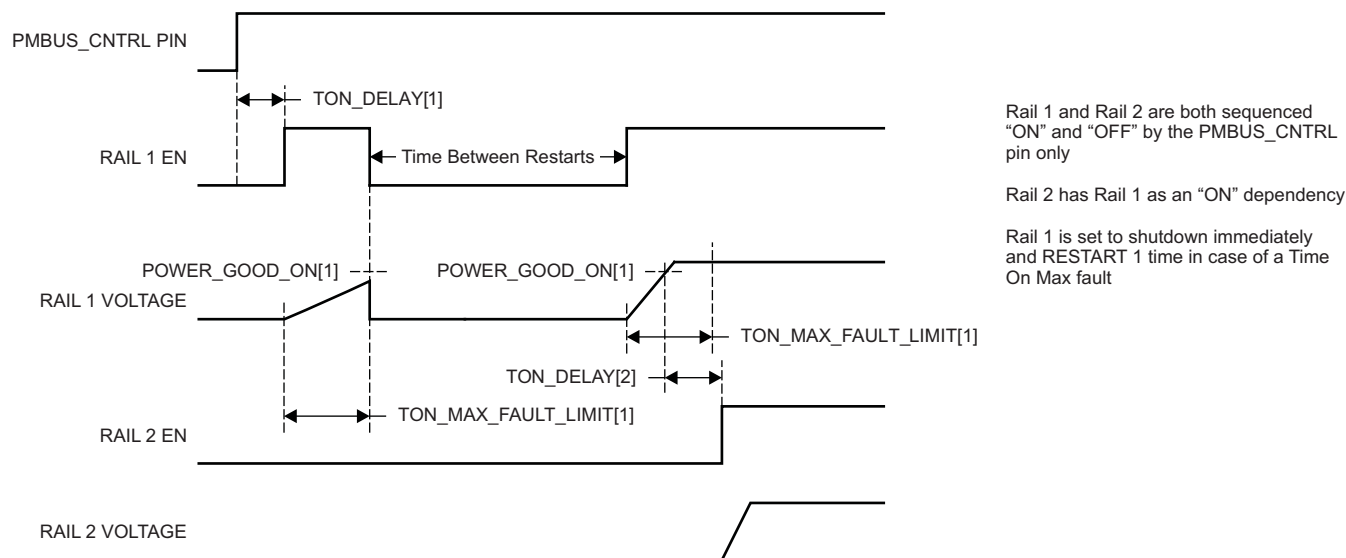 PMBUS_CNTRL PIN
TON_DELAY[1]
RAIL 1 EN
Time Between Restarts
POWER_GOOD_ON[1]
POWER_GOOD_ON[1]
RAIL 1 VOLTAGE
TON_MAX_FAULT_LIMIT[1]
TON_DELAY[2]
TON_MAX_FAULT_LIMIT[1]
RAIL 2 EN
RAIL 2 VOLTAGE
Rail 1 and Rail 2 are both sequenced
“ON” and “OFF” by the PMBUS_CNTRL
pin only
Rail 2 has Rail 1 as an “ON” dependency
Rail 1 is set to shutdown immediately
and RESTART 1 time in case of a Time
On Max fault